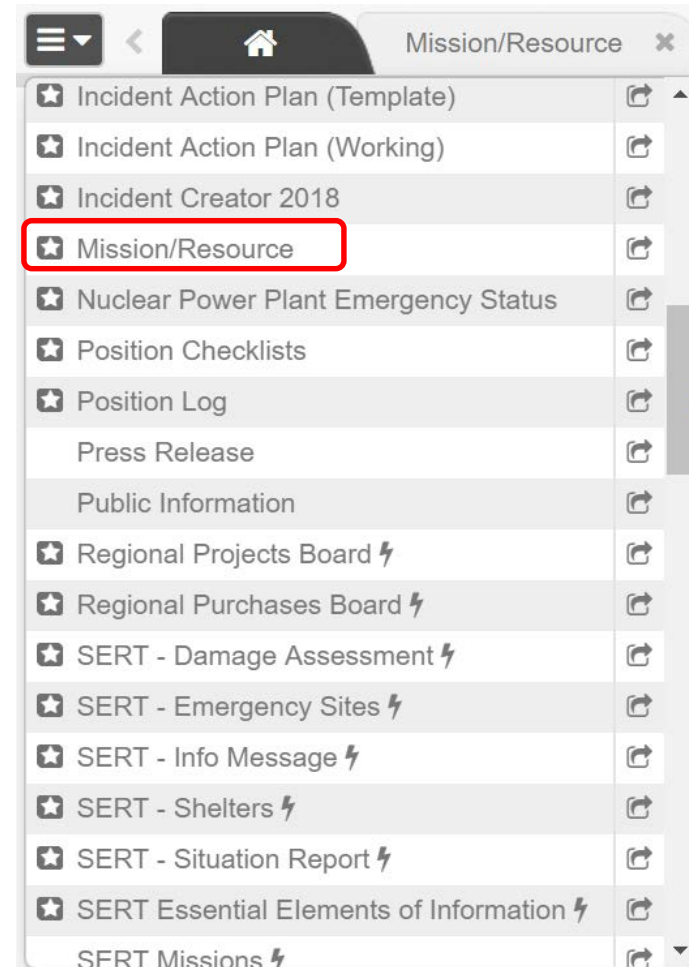 Mission/Resource
Incident Action Plan (Template)
Incident Action Plan (Working)
Incident Creator 2018
Mission/Resource
Nuclear Power Plant Emergency Status
Position Checklists
Position Log
Press Release
Public Information
Regional Projects Board
Regional Purchases Board
SERT - Damage Assessment
SERT - Emergency Sites
SERT - Info Message
SERT - Shelters
SERT - Situation Report
SERT Essential Elements of Information
SERT Missions